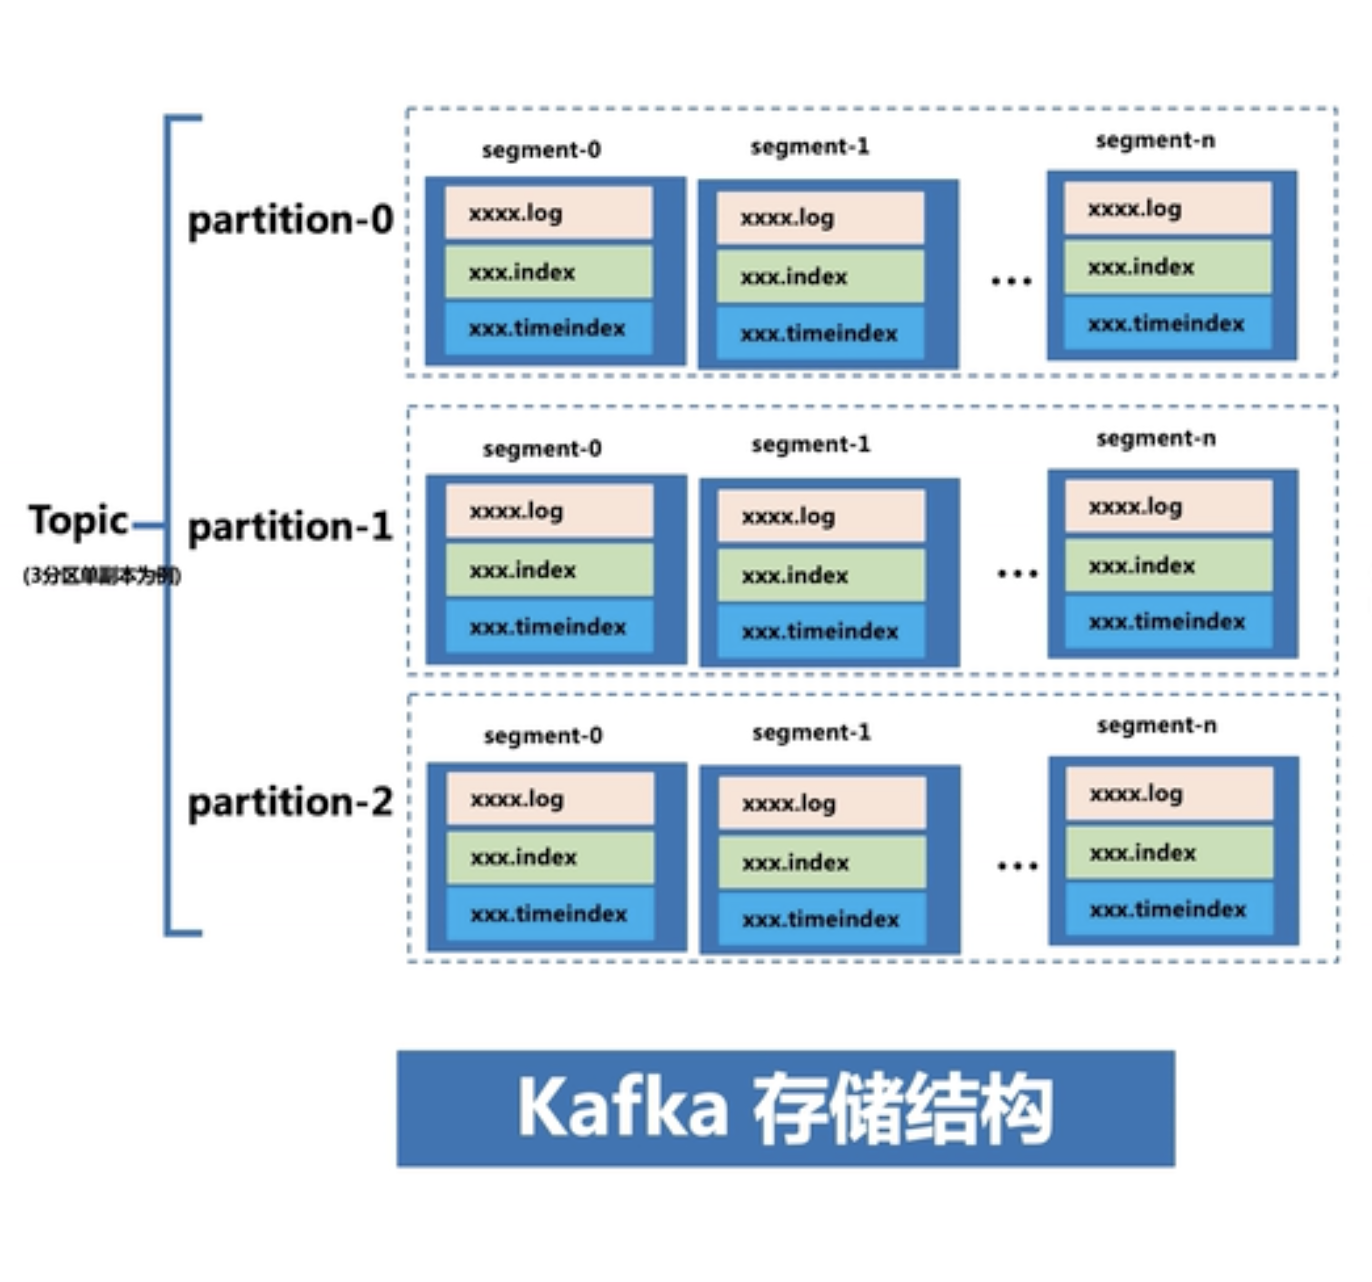 segment-0
segment-1
segment-n
partition-0
xxxx.log
xxx.index
xxx.timeindex
xxxx.log
xxx.index
xxx.timeindex
...
xxxx.log
xxx.index
xxx.timeindex
Topic
(3分区单副本为例)
segment-0
segment-1
segment-n
partition-1
xxxx.log
xxx.index
xxx.timeindex
xxxx.log
xxx.index
xxx.timeindex
...
xxxx.log
xxx.index
xxx.timeindex
segment-0
segment-1
segment-n
partition-2
xxxx.log
xxx.index
xxx.timeindex
xxxx.log
xxx.index
xxx.timeindex
...
xxxx.log
xxx.index
xxx.timeindex
Kafka 存储结构